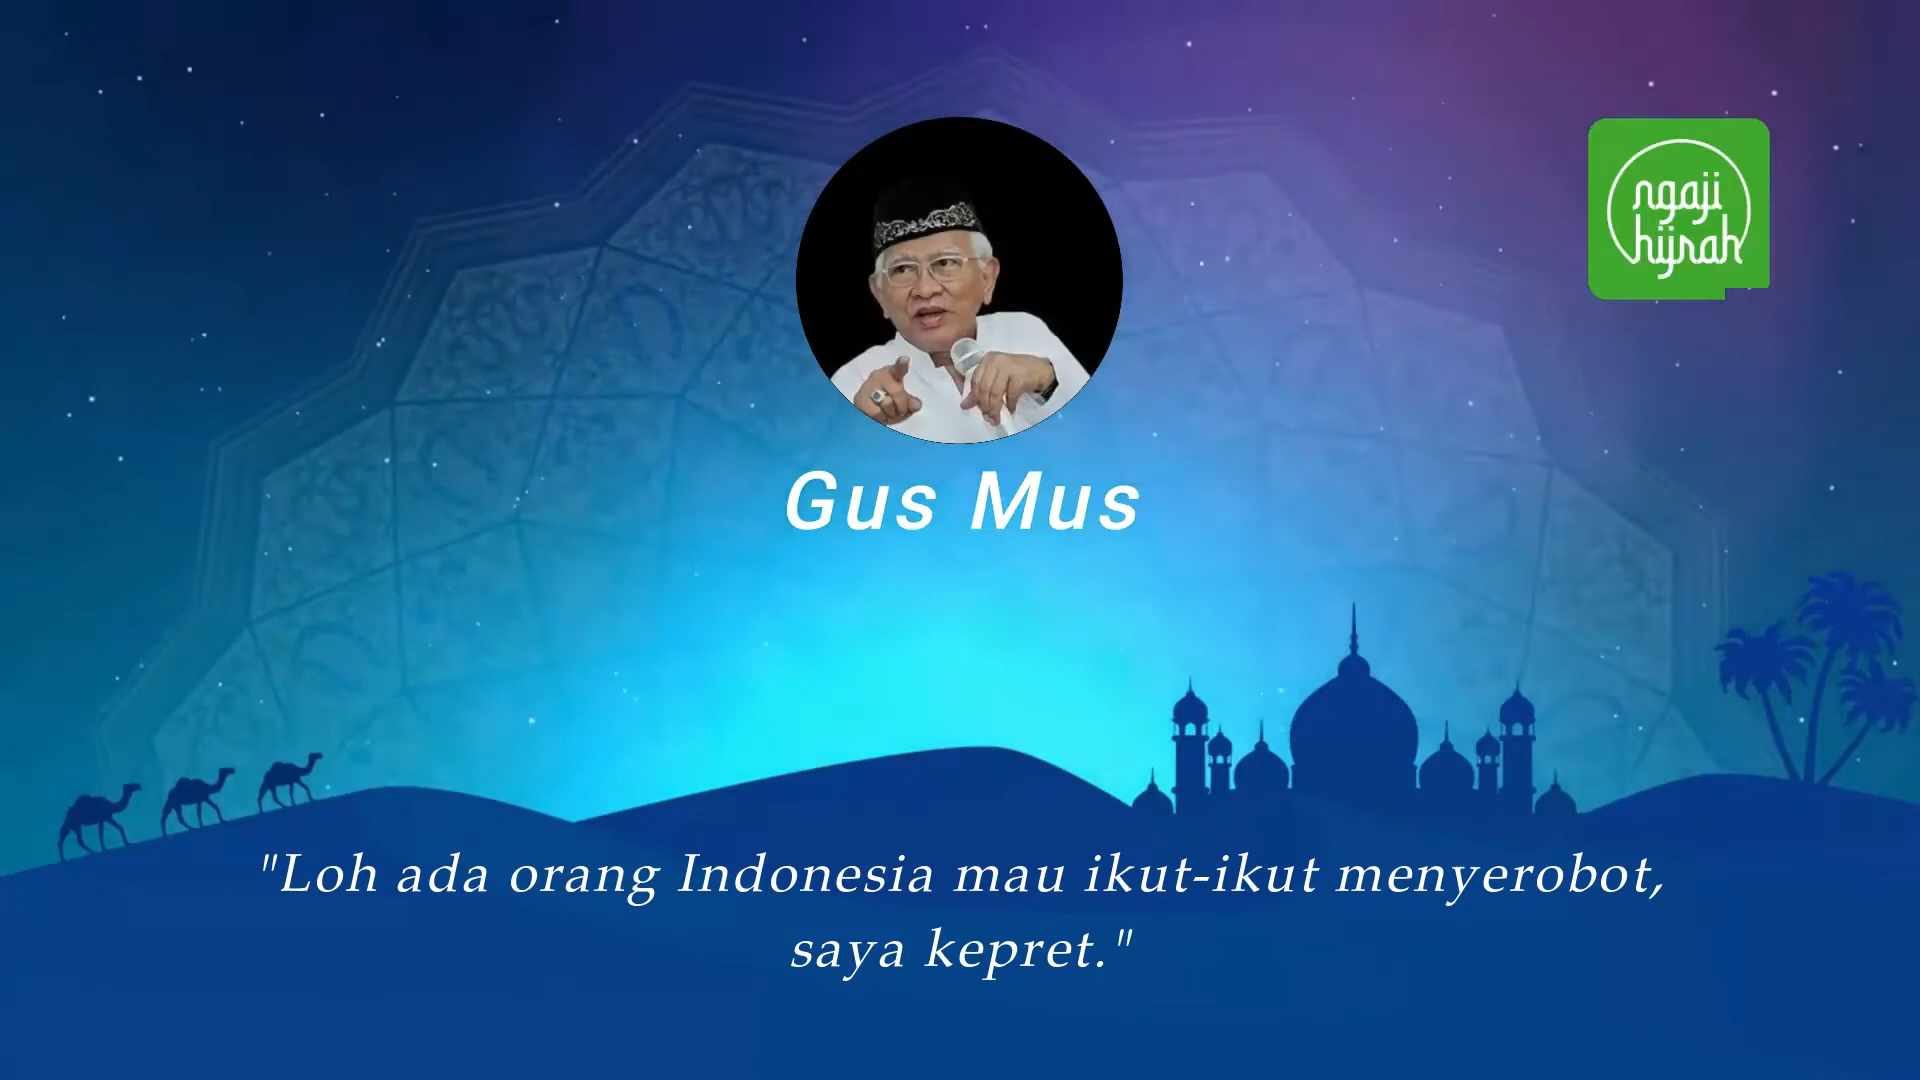 ngaji
hijrah
Gus Mus
"Loh ada orang Indonesia mau ikut-ikut menyerobot,
saya kepret."